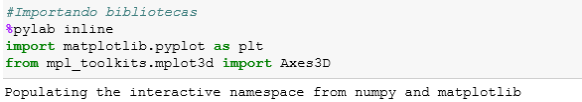 #Importando bibliotecas
%pylab inline
import matplotlib.pyplot as plt
from mpl_toolkits.mplot3d import Axes3D
Populating the interactive namespace from numpy and matplotlib